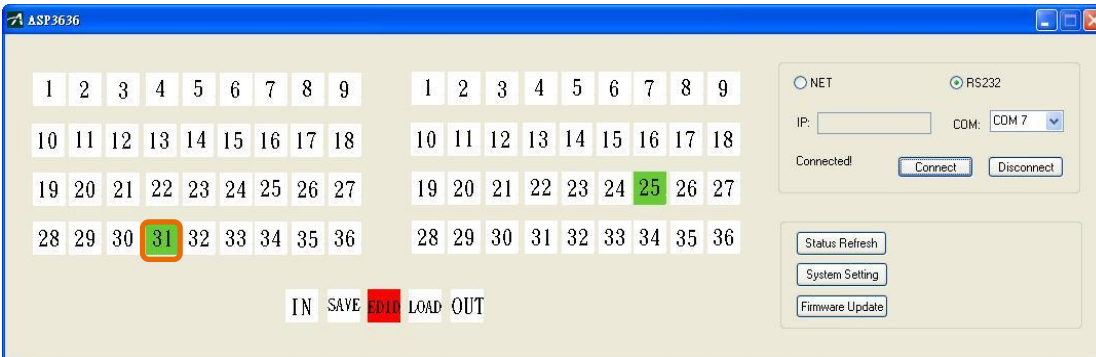 ASP3636
1 2 3 4 5 6 7 8 9
10 11 12 13 14 15 16 17 18
19 20 21 22 23 24 25 26 27
28 29 30 31 32 33 34 35 36
1 2 3 4 5 6 7 8 9
10 11 12 13 14 15 16 17 18
19 20 21 22 23 24 25 26 27
28 29 30 31 32 33 34 35 36
IN SAVE EDID LOAD OUT
NET RS232
IP: COM: COM 7
Connected! Connect Disconnect
Status Refresh
System Setting
Firmware Update